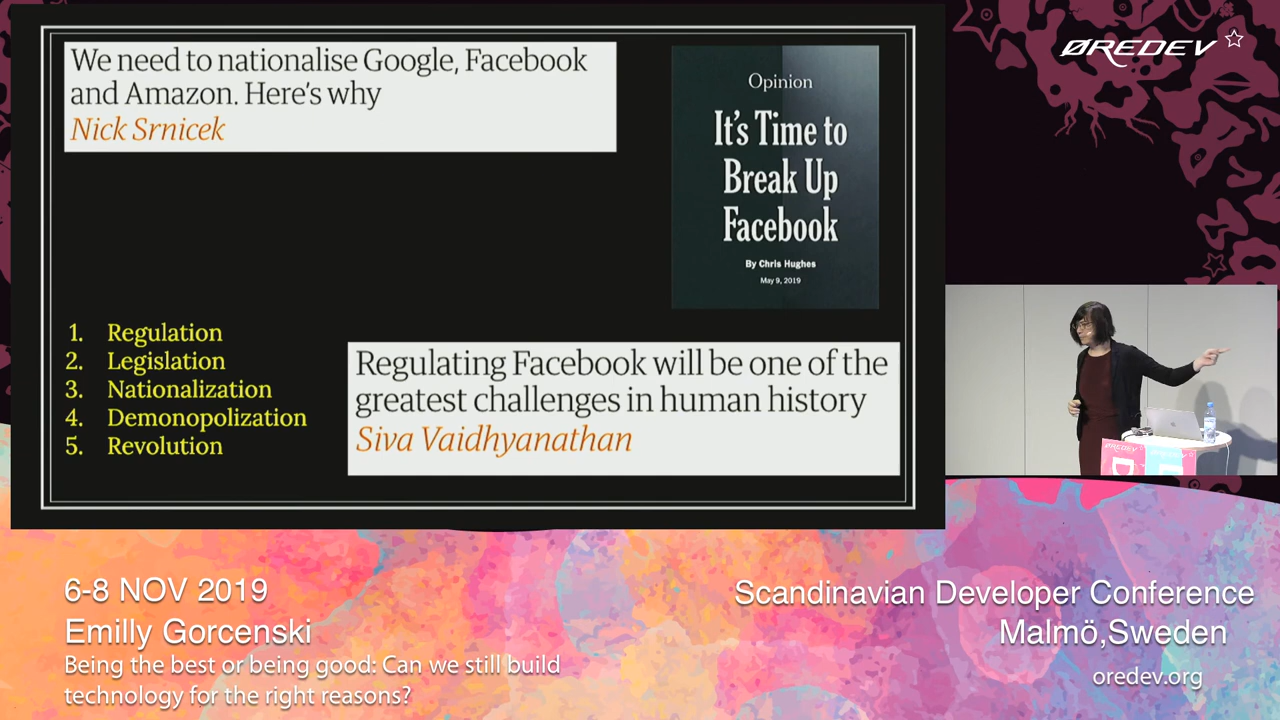 We need to nationalise Google, Facebook
and Amazon. Here's why
Nick Srnicek
Opinion
It's Time to
Break Up
Facebook
By Chris Hughes
May 9, 2019
1. Regulation
2. Legislation
3. Nationalization
4. Demonopolization
5. Revolution
Regulating Facebook will be one of the
greatest challenges in human history
Siva Vaidhyanathan
ØREDEV
ØREDEV
6-8 NOV 2019
Emilly Gorcenski
Being the best or being good: Can we still build
technology for the right reasons?
Scandinavian Developer Conference
Malmö,Sweden
oredev.org